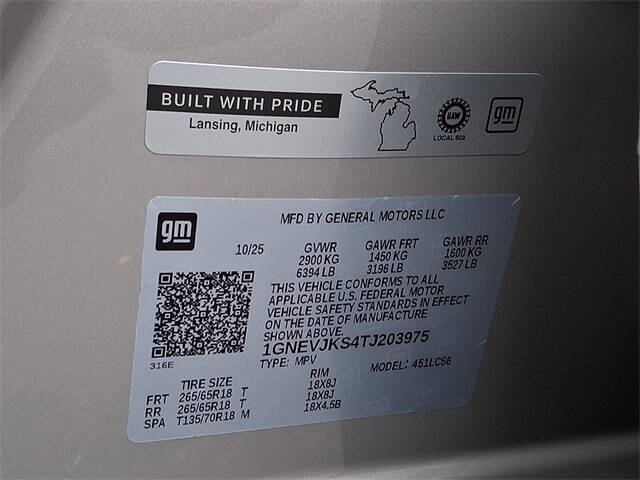 BUILT WITH PRIDE
Lansing, Michigan
UAW
LOCAL 602
gm
gm
MFD BY GENERAL MOTORS LLC
10/25 GVWR GAWR FRT GAWR RR
2900 KG 1450 KG 1600 KG
6394 LB 3196 LB 3527 LB
THIS VEHICLE CONFORMS TO ALL
APPLICABLE U.S. FEDERAL MOTOR
VEHICLE SAFETY STANDARDS IN EFFECT
ON THE DATE OF MANUFACTURE
SHOWN ABOVE.
1GNEVJKS4TJ203975
316E
TYPE: MPV MODEL: 451LC56
TIRE SIZE RIM
FRT 265/65R18 T 18X8J
RR 265/65R18 T 18X8J
SPA T135/70R18 M 18X4.5B